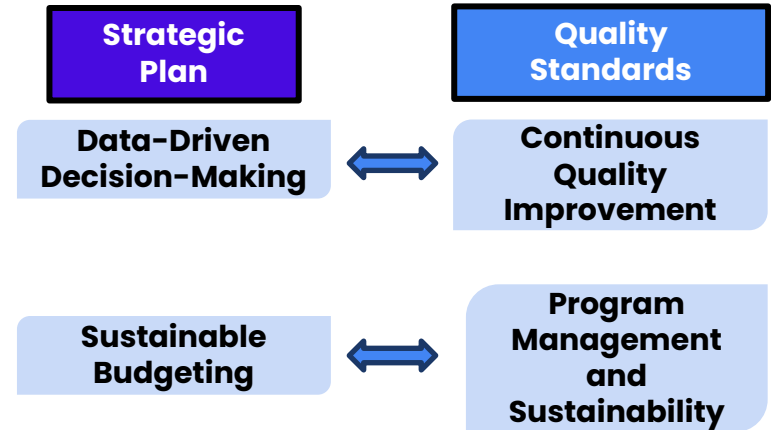 Strategic
Plan
Quality
Standards
Data-Driven
Decision-Making
Continuous
Quality
Improvement
Sustainable
Budgeting
Program
Management
and
Sustainability